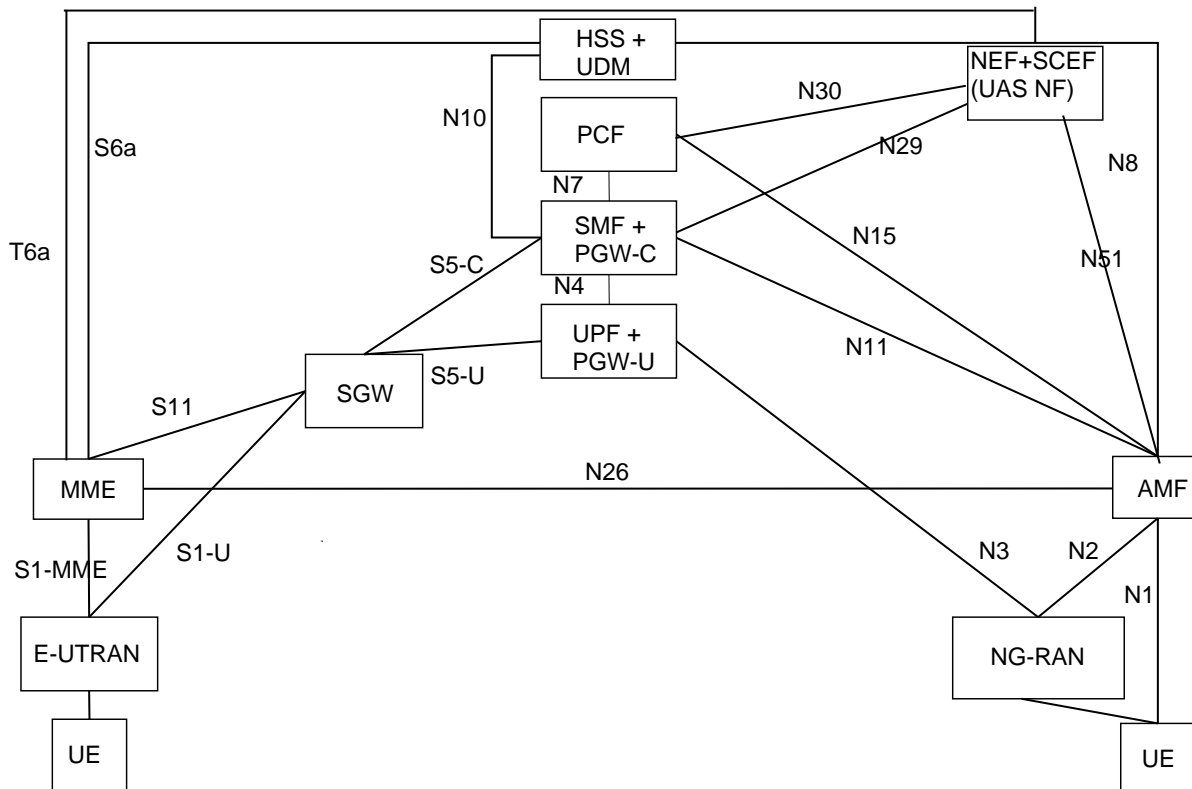 HSS +
UDM
NEF+SCEF
(UAS NF)
N30
N10
PCF
S6a
N29
N8
N7
SMF +
PGW-C
N15
T6a
S5-C
N51
N4
UPF +
PGW-U
N11
S5-U
SGW
S11
N26
MME
AMF
S1-U
N3
N2
S1-MME
N1
E-UTRAN
NG-RAN
UE
UE